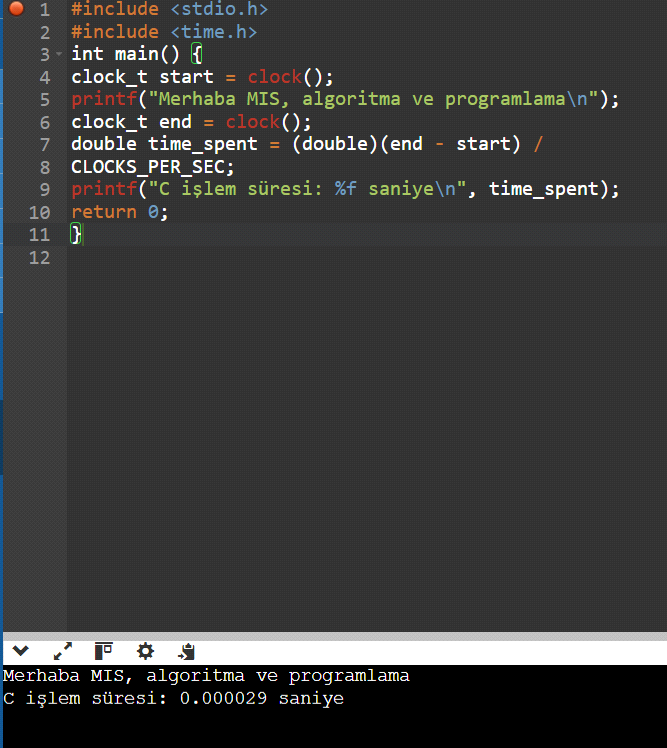 1 #include <stdio.h>
2 #include <time.h>
3 int main() {
4 clock_t start = clock();
5 printf("Merhaba MIS, algoritma ve programlama\n");
6 clock_t end = clock();
7 double time_spent = (double)(end - start) /
8 CLOCKS_PER_SEC;
9 printf("C işlem süresi: %f saniye\n", time_spent);
10 return 0;
11 }
12
Merhaba MIS, algoritma ve programlama
C işlem süresi: 0.000029 saniye